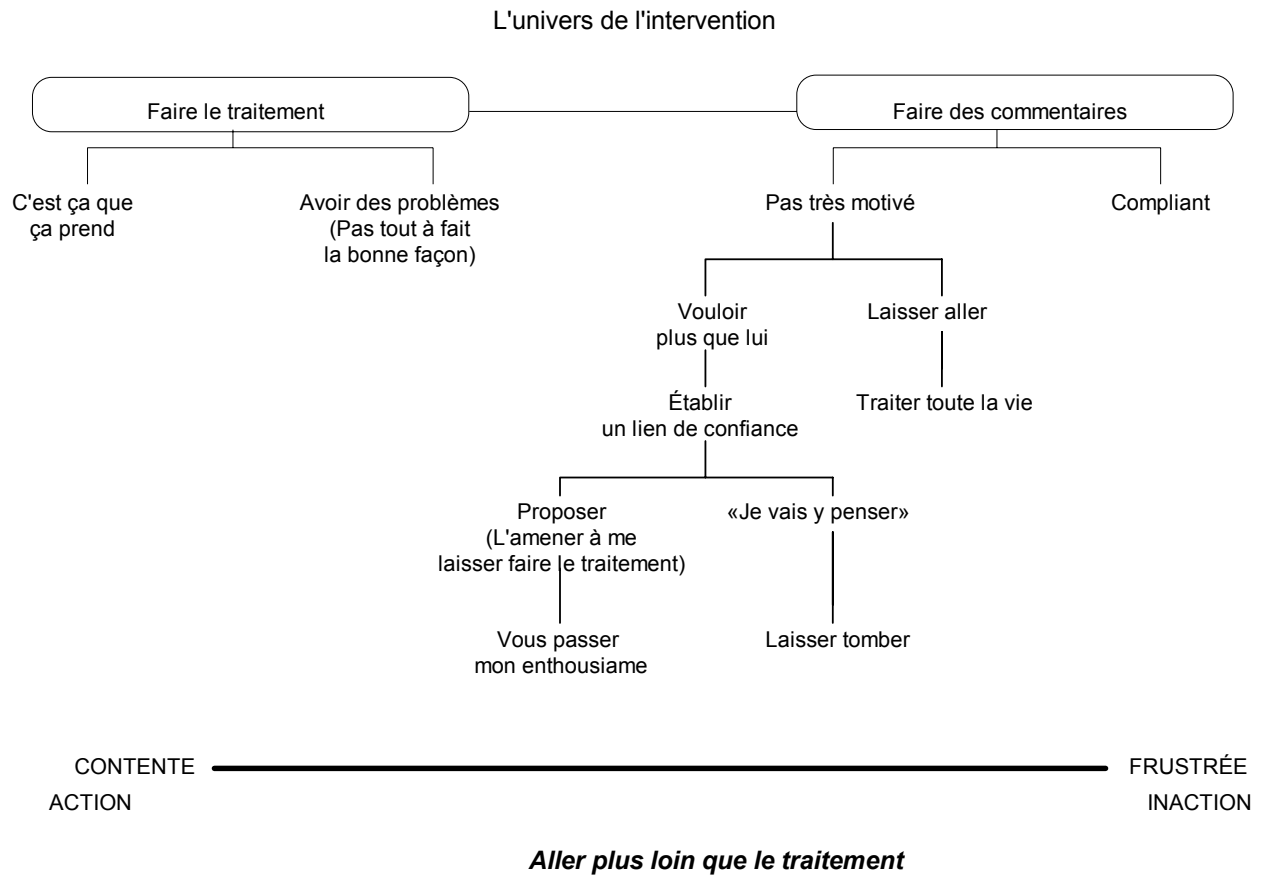 L'univers de l'intervention
Faire le traitement
Faire des commentaires
C'est ça que
ça prend
Avoir des problèmes
(Pas tout à fait
la bonne façon)
Pas très motivé
Compliant
Vouloir
plus que lui
Laisser aller
Établir
un lien de confiance
Traiter toute la vie
Proposer
(L'amener à me
laisser faire le traitement)
«Je vais y penser»
Vous passer
mon enthousiame
Laisser tomber
CONTENTE
FRUSTRÉE
ACTION
INACTION
Aller plus loin que le traitement